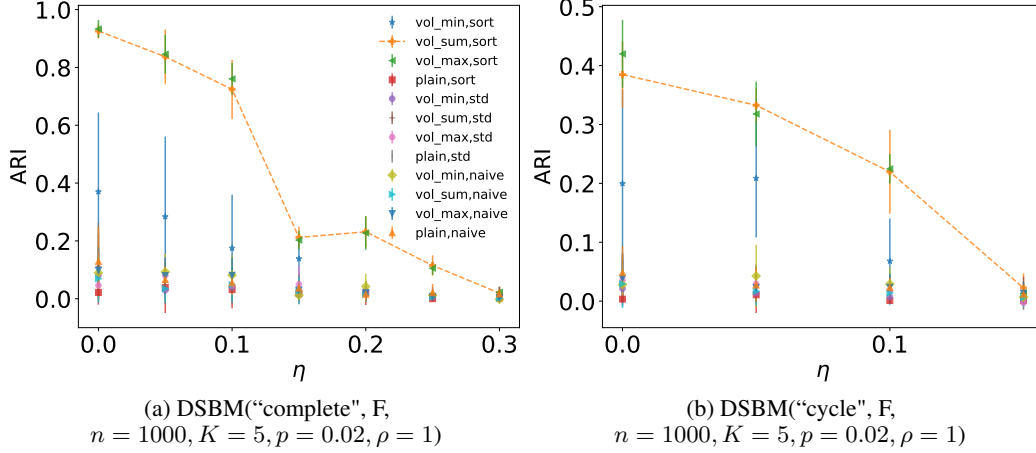 1.0
0.8
0.6
0.4
0.2
0.0
ARI
vol_min,sort
vol_sum,sort
vol_max,sort
plain,sort
vol_min,std
vol_sum,std
vol_max,std
plain,std
vol_min,naive
vol_sum,naive
vol_max,naive
plain,naive
0.0 0.1 0.2 0.3
η
(a) DSBM(“complete", F,
n = 1000, K = 5, p = 0.02, ρ = 1)
0.5
0.4
0.3
0.2
0.1
0.0
ARI
0.0 0.1
η
(b) DSBM(“cycle", F,
n = 1000, K = 5, p = 0.02, ρ = 1)